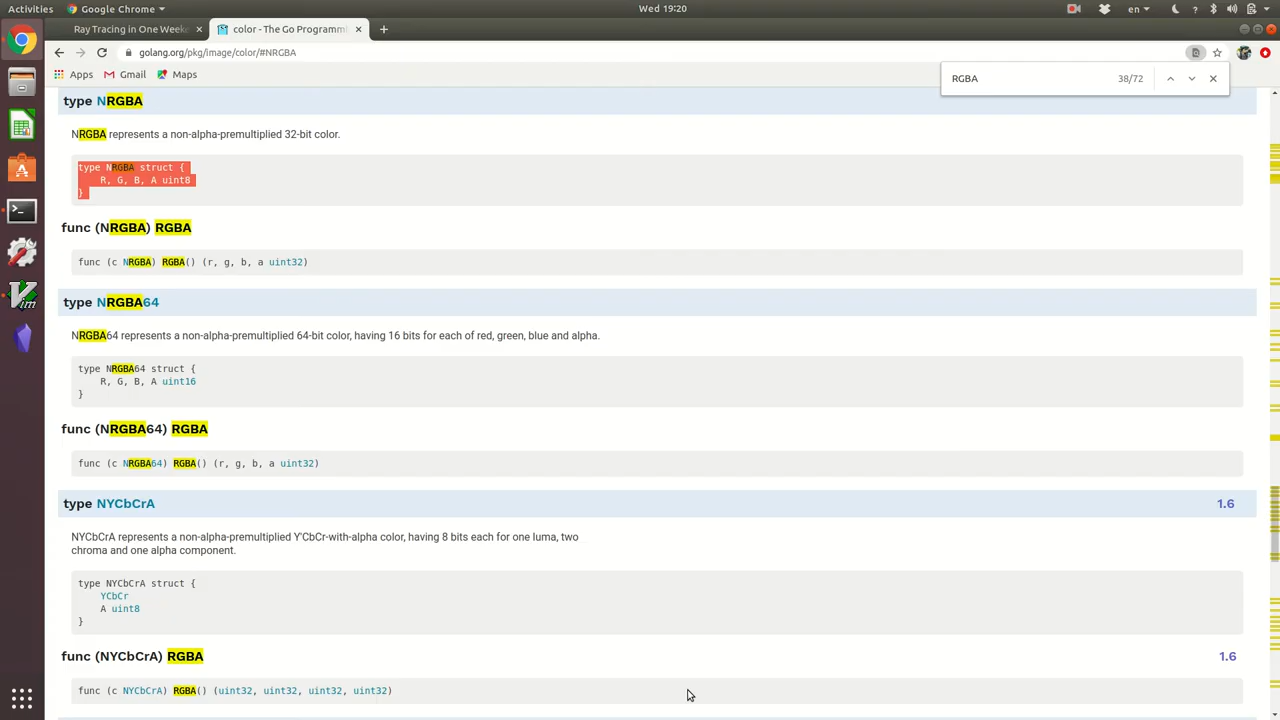 Activities Google Chrome Wed 19:20 en
Ray Tracing in One Weeke color - The Go Programmi
golang.org/pkg/image/color/#NRGBA
Apps Gmail Maps
RGBA 38/72
type NRGBA
NRGBA represents a non-alpha-premultiplied 32-bit color.
type NRGBA struct {
R, G, B, A uint8
}
func (NRGBA) RGBA
func (c NRGBA) RGBA() (r, g, b, a uint32)
type NRGBA64
NRGBA64 represents a non-alpha-premultiplied 64-bit color, having 16 bits for each of red, green, blue and alpha.
type NRGBA64 struct {
R, G, B, A uint16
}
func (NRGBA64) RGBA
func (c NRGBA64) RGBA() (r, g, b, a uint32)
type NYCbCrA 1.6
NYCbCrA represents a non-alpha-premultiplied Y'CbCr-with-alpha color, having 8 bits each for one luma, two
chroma and one alpha component.
type NYCbCrA struct {
YCbCr
A uint8
}
func (NYCbCrA) RGBA 1.6
func (c NYCbCrA) RGBA() (uint32, uint32, uint32, uint32)